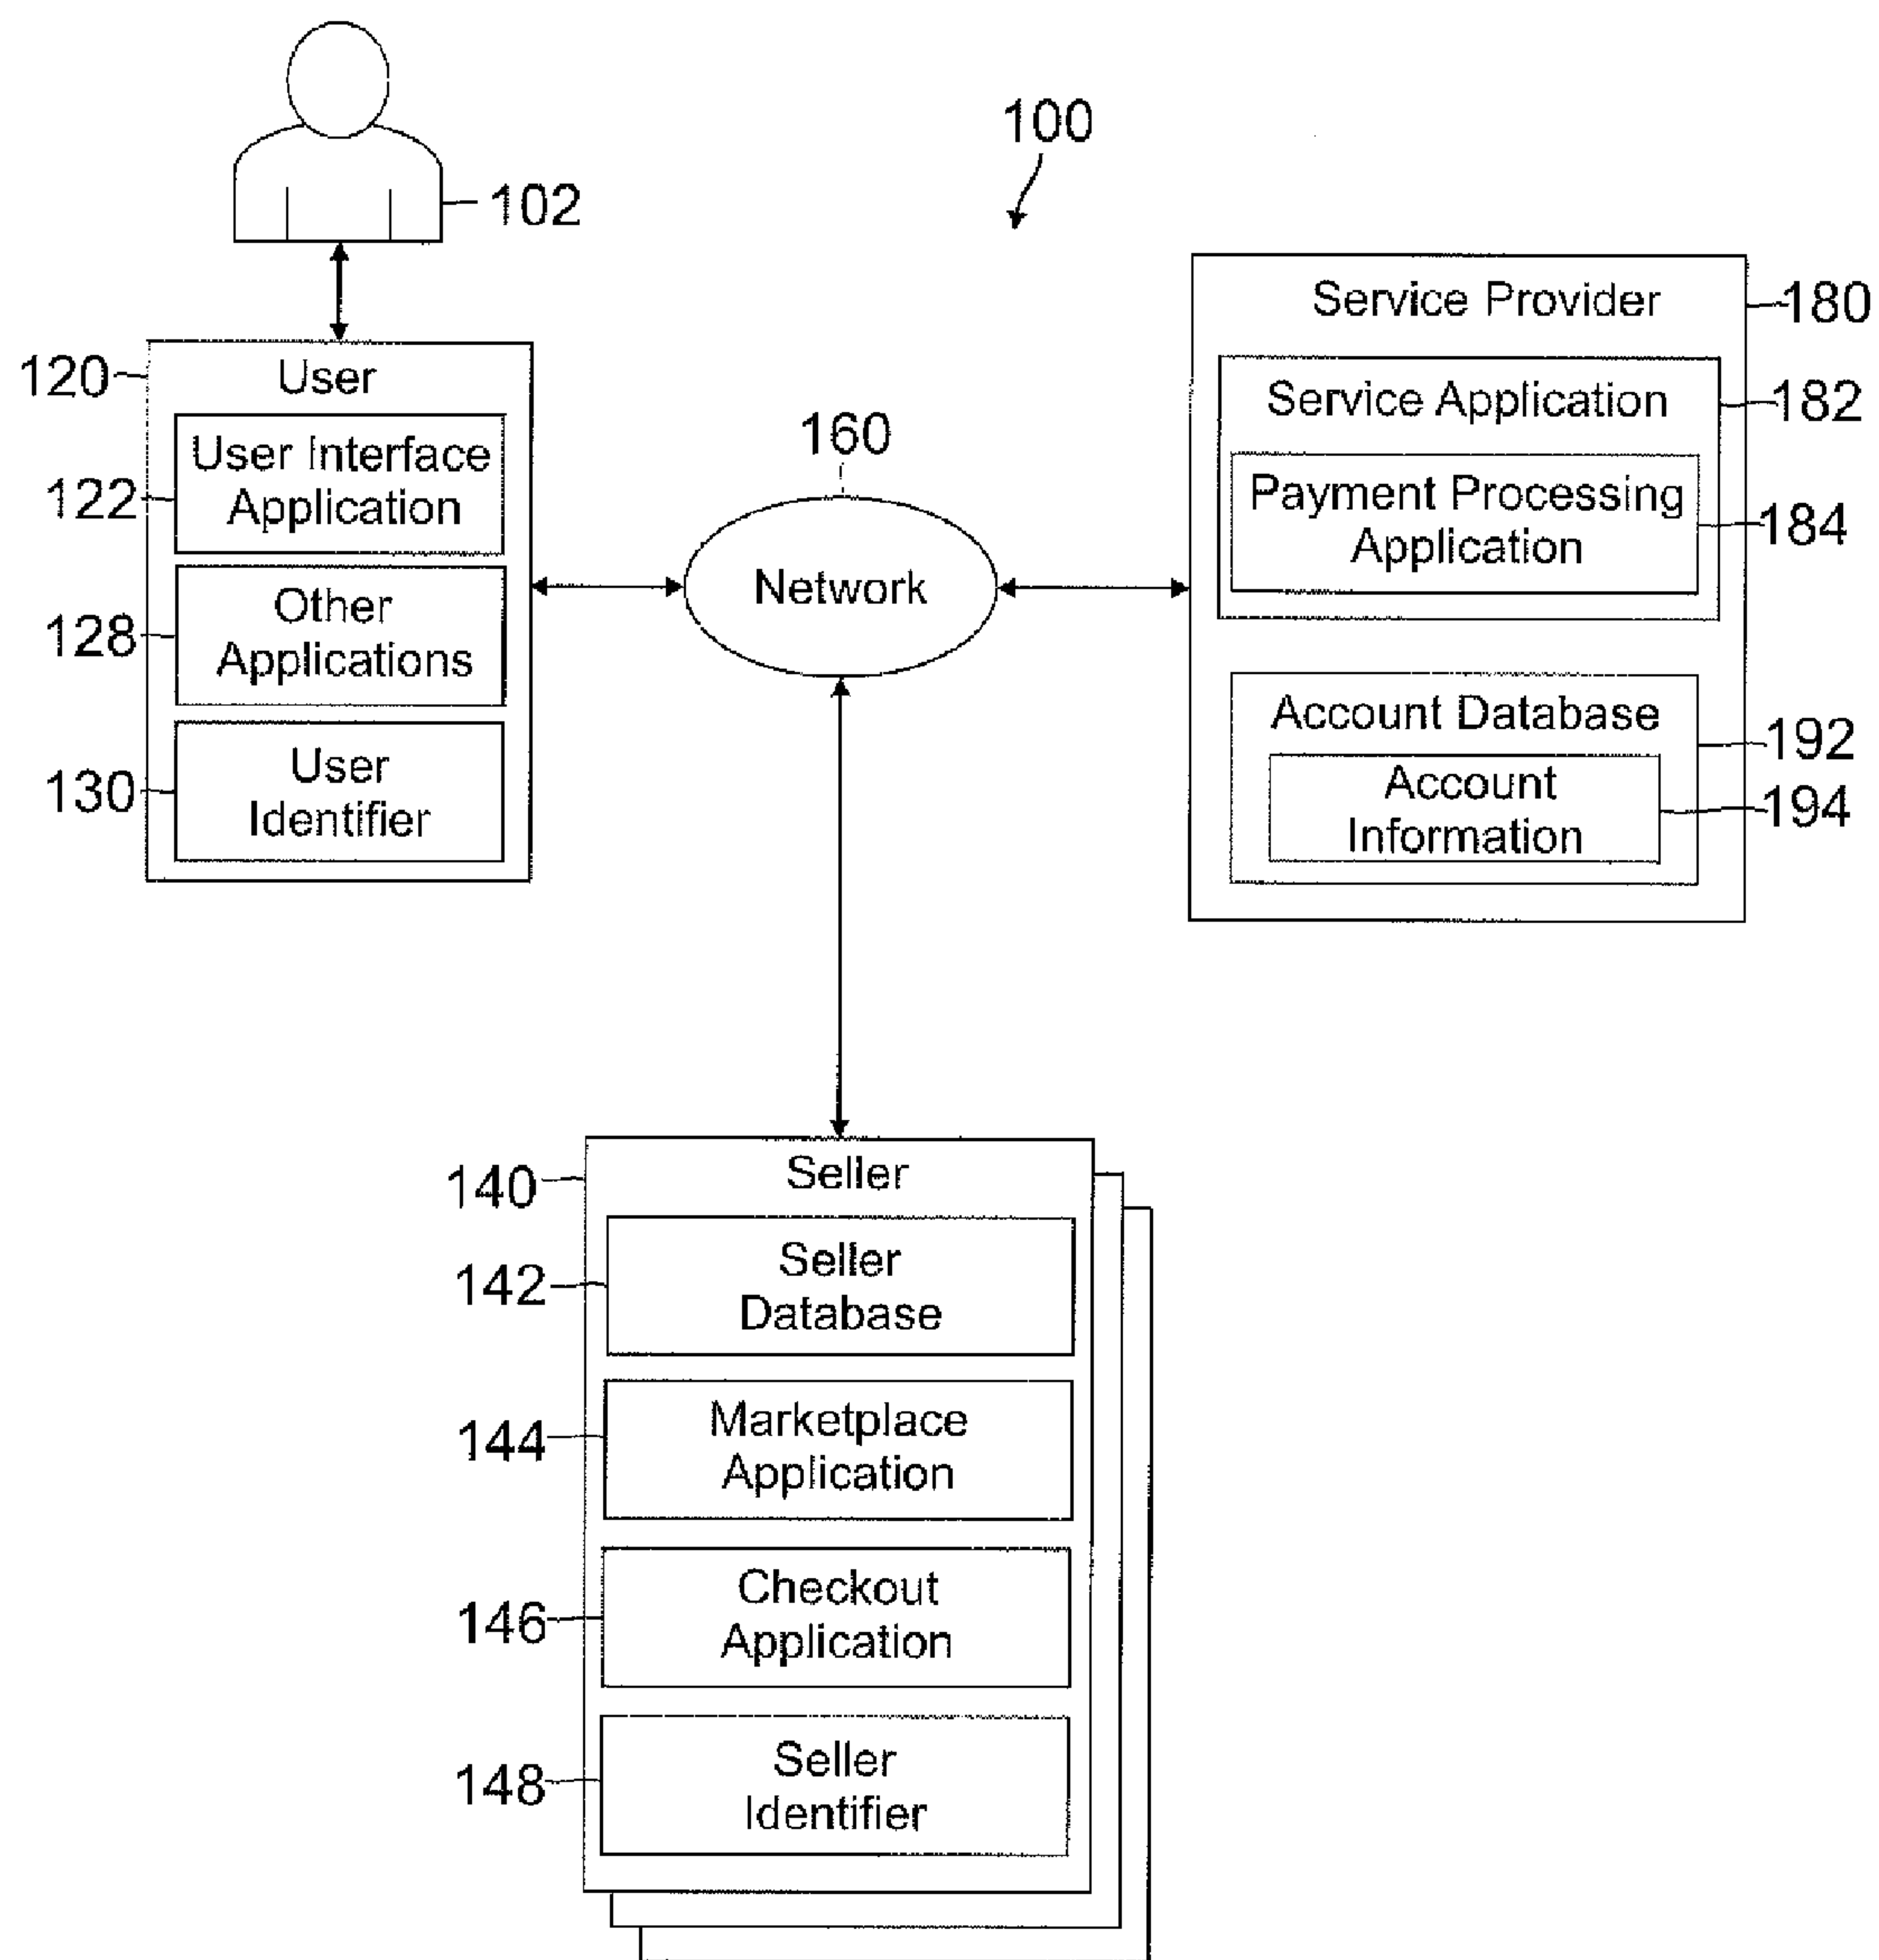 100
102
120
User
User Interface
Application
122
Other
Applications
128
User
Identifier
130
160
Network
Service Provider
180
Service Application
182
Payment Processing
Application
184
Account Database
192
Account
Information
194
140
Seller
Seller
Database
142
Marketplace
Application
144
Checkout
Application
146
Seller
Identifier
148